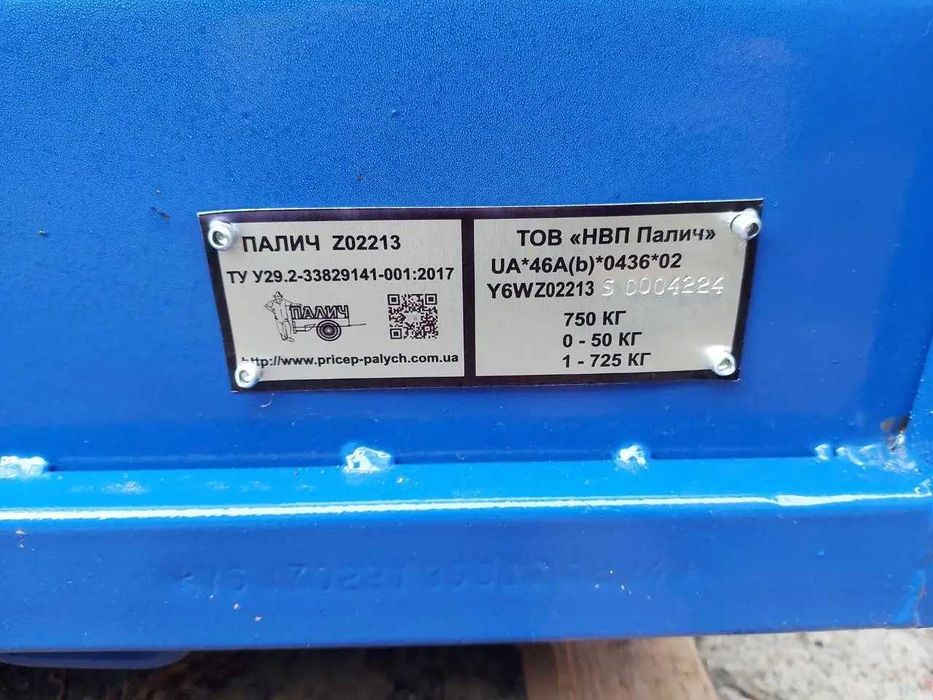 ПАЛИЧ Z02213
ТУ У29.2-33829141-001:2017
ПАЛИЧ
http://www.pricep-palych.com.ua
ТОВ «НВП Палич»
UA*46A(b)*0436*02
Y6WZ02213 S 0004224
750 КГ
0 - 50 КГ
1 - 725 КГ